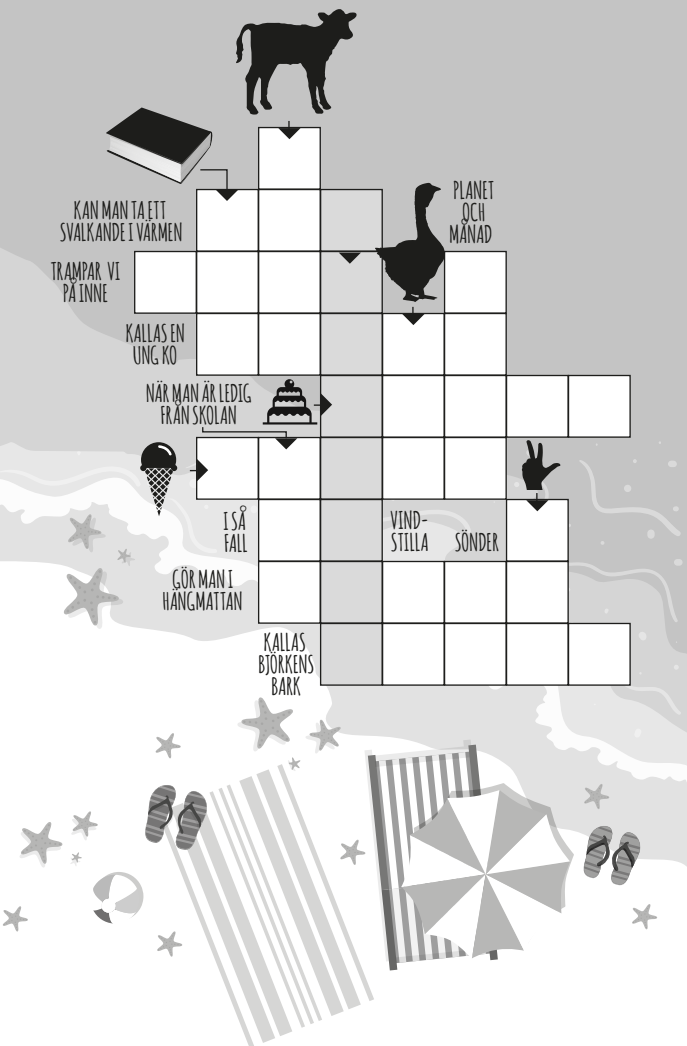 PLANET
OCH
MÅNAD
KAN MAN TA ETT
SVALKANDE I VÄRMEN
TRAMPAR VI
PÅ INNE
KALLAS EN
UNG KO
NÄR MAN ÄR LEDIG
FRÅN SKOLAN
I SÅ
FALL
VIND-
STILLA
SÖNDER
GÖR MAN I
HÄNGMATTAN
KALLAS
BJÖRKENS
BARK